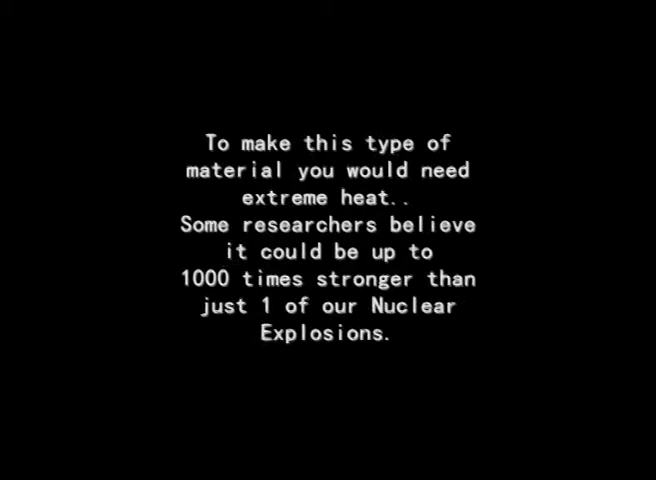 To make this type of
material you would need
extreme heat..
Some researchers believe
it could be up to
1000 times stronger than
just 1 of our Nuclear
Explosions.